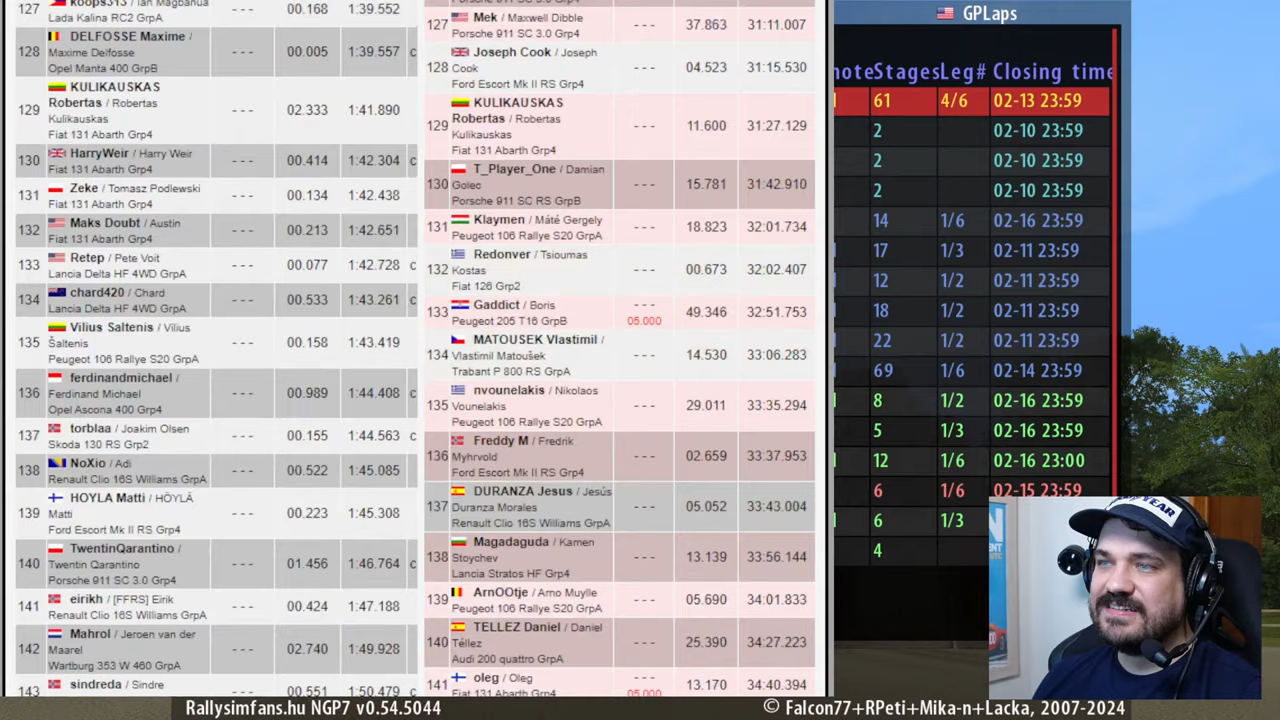 127 koops313 / Ian Magbanua
Lada Kalina RC2 GrpA
--- 00.168 1:39.552
128 DELFOSSE Maxime /
Maxime Delfosse
Opel Manta 400 GrpB
--- 00.005 1:39.557 c
129 KULIKAUSKAS
Robertas / Robertas
Kulikauskas
Fiat 131 Abarth Grp4
--- 02.333 1:41.890
130 HarryWeir / Harry Weir
Fiat 131 Abarth Grp4
--- 00.414 1:42.304 c
131 Zeke / Tomasz Podlewski
Fiat 131 Abarth Grp4
--- 00.134 1:42.438
132 Maks Doubt / Austin
Fiat 131 Abarth Grp4
--- 00.213 1:42.651
133 Retep / Pete Voit
Lancia Delta HF 4WD GrpA
--- 00.077 1:42.728 c
134 chard420 / Chard
Lancia Delta HF 4WD GrpA
--- 00.533 1:43.261 c
135 Vilius Saltenis / Vilius
Šaltenis
Peugeot 106 Rallye S20 GrpA
--- 00.158 1:43.419
136 ferdinandmichael /
Ferdinand Michael
Opel Ascona 400 Grp4
--- 00.989 1:44.408 c
137 torblaa / Joakim Olsen
Skoda 130 RS Grp2
--- 00.155 1:44.563 c
138 NoXio / Adi
Renault Clio 16S Williams GrpA
--- 00.522 1:45.085
139 HOYLA Matti / HÖYLÄ
Matti
Ford Escort Mk II RS Grp4
--- 00.223 1:45.308
140 TwentinQarantino /
Twentin Qarantino
Porsche 911 SC 3.0 Grp4
--- 01.456 1:46.764 c
141 eirikh / [FFRS] Eirik
Renault Clio 16S Williams GrpA
--- 00.424 1:47.188
142 Mahrol / Jeroen van der
Maarel
Wartburg 353 W 460 GrpA
--- 02.740 1:49.928
143 sindreda / Sindre
--- 00.551 1:50.479 c
Porsche 911 SC 3.0 Grp4
127 Mek / Maxwell Dibble
Porsche 911 SC 3.0 Grp4
--- 37.863 31:11.007
128 Joseph Cook / Joseph
Cook
Ford Escort Mk II RS Grp4
--- 04.523 31:15.530
129 KULIKAUSKAS
Robertas / Robertas
Kulikauskas
Fiat 131 Abarth Grp4
--- 11.600 31:27.129
130 T_Player_One / Damian
Golec
Porsche 911 SC RS GrpB
--- 15.781 31:42.910
131 Klaymen / Máté Gergely
Peugeot 106 Rallye S20 GrpA
--- 18.823 32:01.734
132 Redonver / Tsioumas
Kostas
Fiat 126 Grp2
--- 00.673 32:02.407
133 Gaddict / Boris
Peugeot 205 T16 GrpB
--- 05.000 49.346 32:51.753
134 MATOUSEK Vlastimil /
Vlastimil Matoušek
Trabant P 800 RS GrpA
--- 14.530 33:06.283
135 nvounelakis / Nikolaos
Vounelakis
Peugeot 106 Rallye S20 GrpA
--- 29.011 33:35.294
136 Freddy M / Fredrik
Myhrvold
Ford Escort Mk II RS Grp4
--- 02.659 33:37.953
137 DURANZA Jesus / Jesús
Duranza Morales
Renault Clio 16S Williams GrpA
--- 05.052 33:43.004
138 Magadaguda / Kamen
Stoychev
Lancia Stratos HF Grp4
--- 13.139 33:56.144
139 ArnOOtje / Arno Muylle
Peugeot 106 Rallye S20 GrpA
--- 05.690 34:01.833
140 TELLEZ Daniel / Daniel
Téllez
Audi 200 quattro GrpA
--- 25.390 34:27.223
141 oleg / Oleg
Fiat 131 Abarth Grp4
--- 05.000 13.170 34:40.394
GPLaps
Stages Leg# Closing time
61 4/6 02-13 23:59
2 02-10 23:59
2 02-10 23:59
2 02-10 23:59
14 1/6 02-16 23:59
17 1/3 02-11 23:59
12 1/2 02-11 23:59
18 1/2 02-11 23:59
22 1/2 02-11 23:59
69 1/6 02-14 23:59
8 1/2 02-16 23:59
5 1/3 02-16 23:59
12 1/6 02-16 23:00
6 1/6 02-15 23:59
6 1/3
4
Rallysimfans.hu NGP7 v0.54.5044
© Falcon77+RPeti+Mika-n+Lacka, 2007-2024